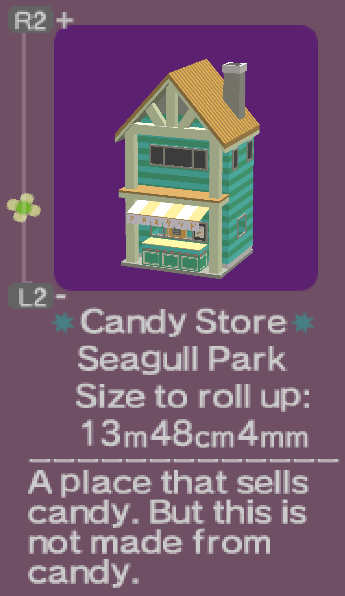 R2 +
L2 -
Candy Store
Seagull Park
Size to roll up:
13m48cm4mm
A place that sells
candy. But this is
not made from
candy.